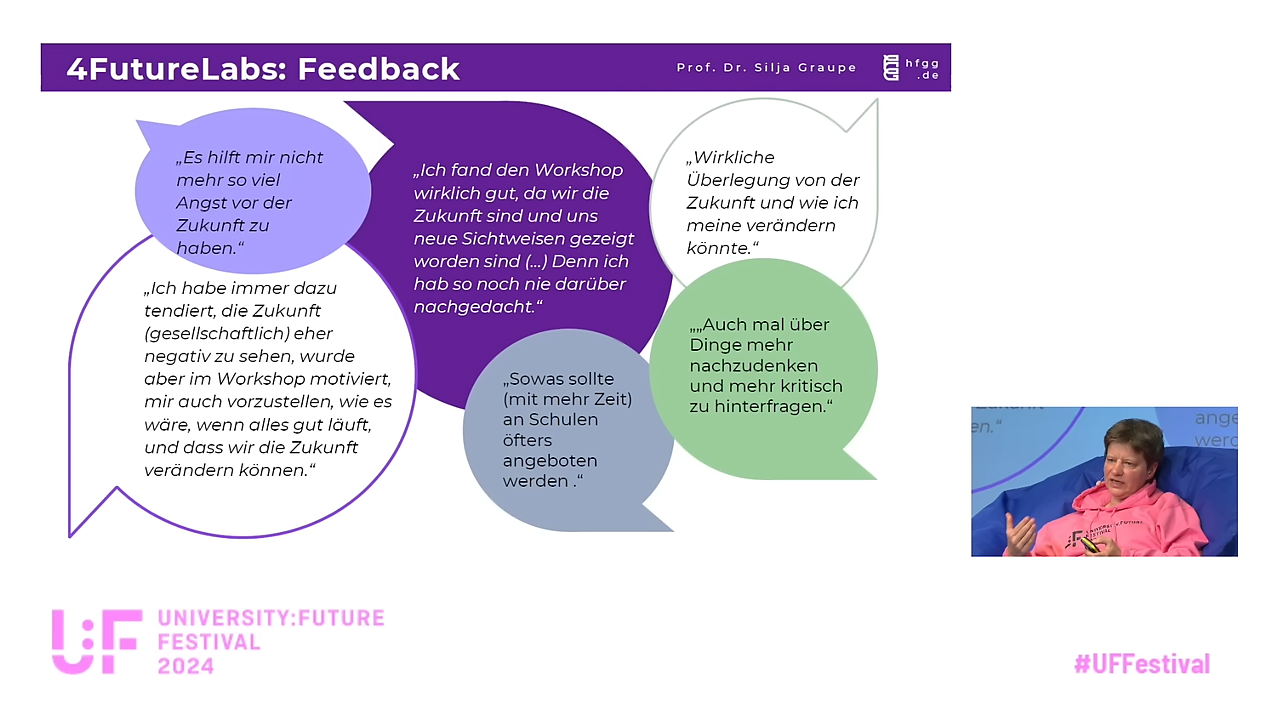 4FutureLabs: Feedback
Prof. Dr. Silja Graupe
hfgg
.de
„Es hilft mir nicht
mehr so viel
Angst vor der
Zukunft zu
haben.“
„Ich habe immer dazu
tendiert, die Zukunft
(gesellschaftlich) eher
negativ zu sehen, wurde
aber im Workshop motiviert,
mir auch vorzustellen, wie es
wäre, wenn alles gut läuft,
und dass wir die Zukunft
verändern können.“
„Ich fand den Workshop
wirklich gut, da wir die
Zukunft sind und uns
neue Sichtweisen gezeigt
worden sind (...) Denn ich
hab so noch nie darüber
nachgedacht.“
„Sowas sollte
(mit mehr Zeit)
an Schulen
öfters
angeboten
werden .“
„Wirkliche
Überlegung von der
Zukunft und wie ich
meine verändern
könnte.“
„„Auch mal über
Dinge mehr
nachzudenken
und mehr kritisch
zu hinterfragen.“
en.“
ange
werd
UNIVERSITY:FUTURE
FESTIVAL
U:F UNIVERSITY:FUTURE
FESTIVAL
2024
#UFFestival